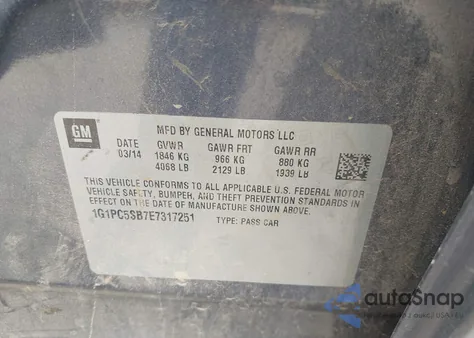 GM
MFD BY GENERAL MOTORS LLC
DATE GVWR GAWR FRT GAWR RR
03/14 1846 KG 966 KG 880 KG
4068 LB 2129 LB 1939 LB
THIS VEHICLE CONFORMS TO ALL APPLICABLE U.S. FEDERAL MOTOR
VEHICLE SAFETY, BUMPER, AND THEFT PREVENTION STANDARDS IN
EFFECT ON THE DATE OF MANUFACTURE SHOWN ABOVE.
1G1PC5SB7E7317251 TYPE: PASS CAR
autoSnap